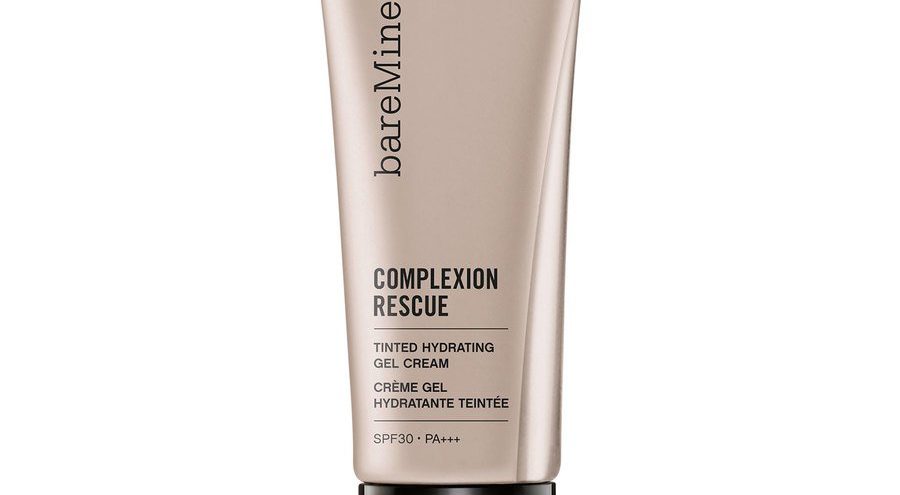 bareMine
COMPLEXION
RESCUE
TINTED HYDRATING
GEL CREAM
CRÈME GEL
HYDRATANTE TEINTÉE
SPF30 · PA+++